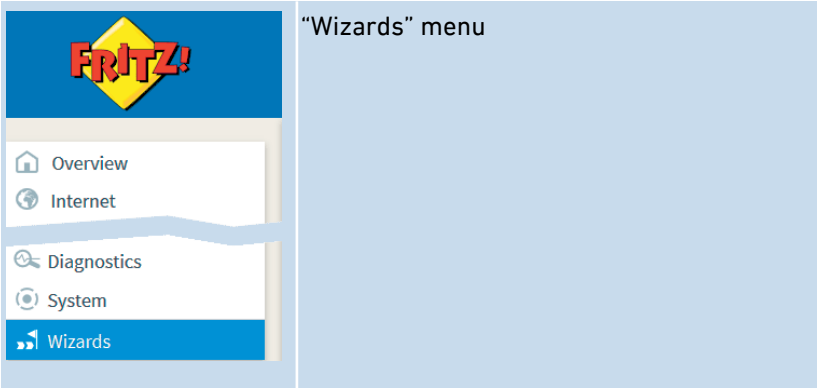 FRITZ!
“Wizards” menu
Overview
Internet
Diagnostics
System
Wizards